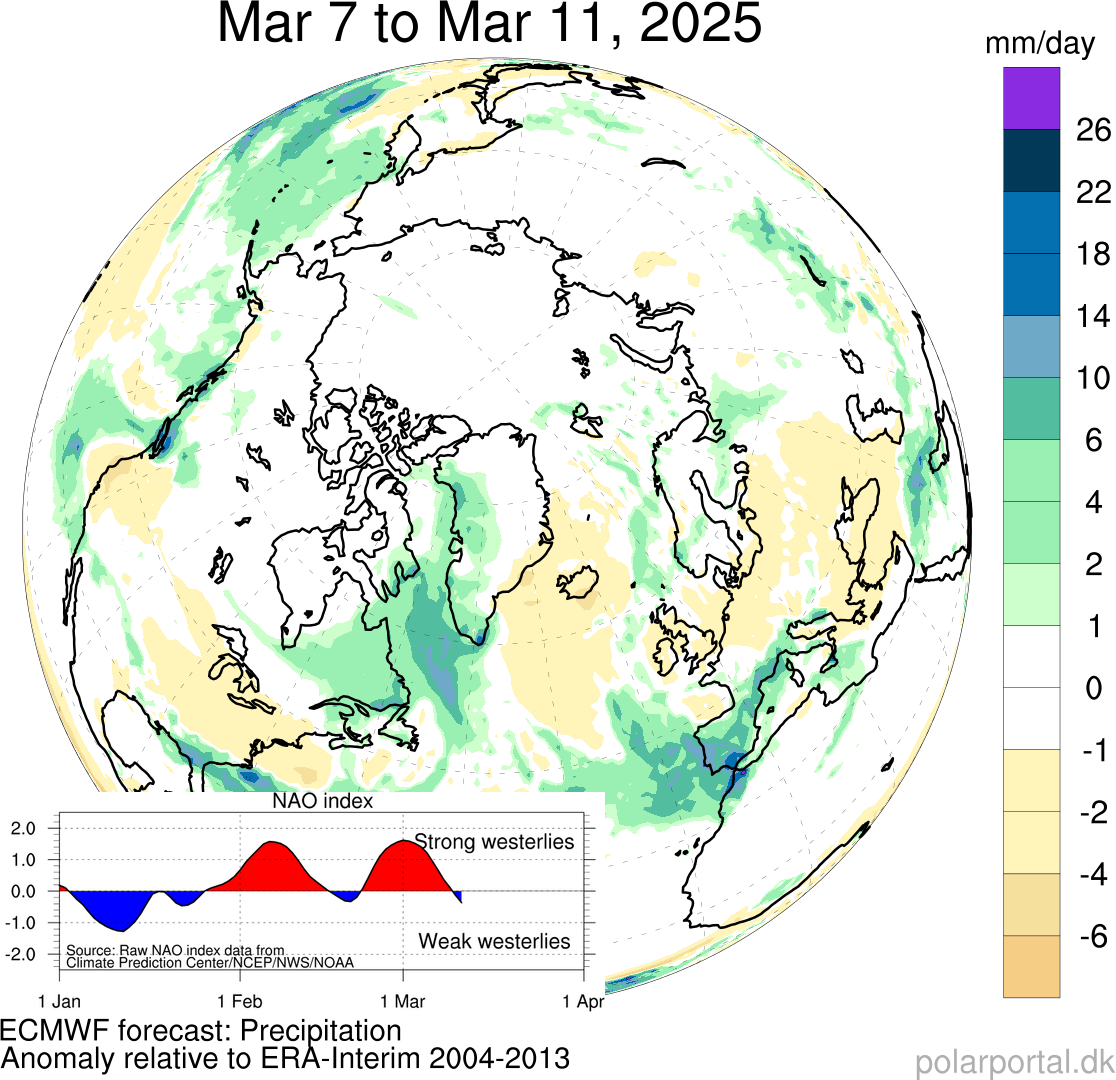 Mar 7 to Mar 11, 2025
mm/day
26
22
18
14
10
6
4
2
1
0
-1
-2
-4
-6
NAO index
2.0
1.0
0.0
-1.0
-2.0
Strong westerlies
Weak westerlies
Source: Raw NAO index data from
Climate Prediction Center/NCEP/NWS/NOAA
1 Jan
1 Feb
1 Mar
1 Apr
ECMWF forecast: Precipitation
Anomaly relative to ERA-Interim 2004-2013
polarportal.dk